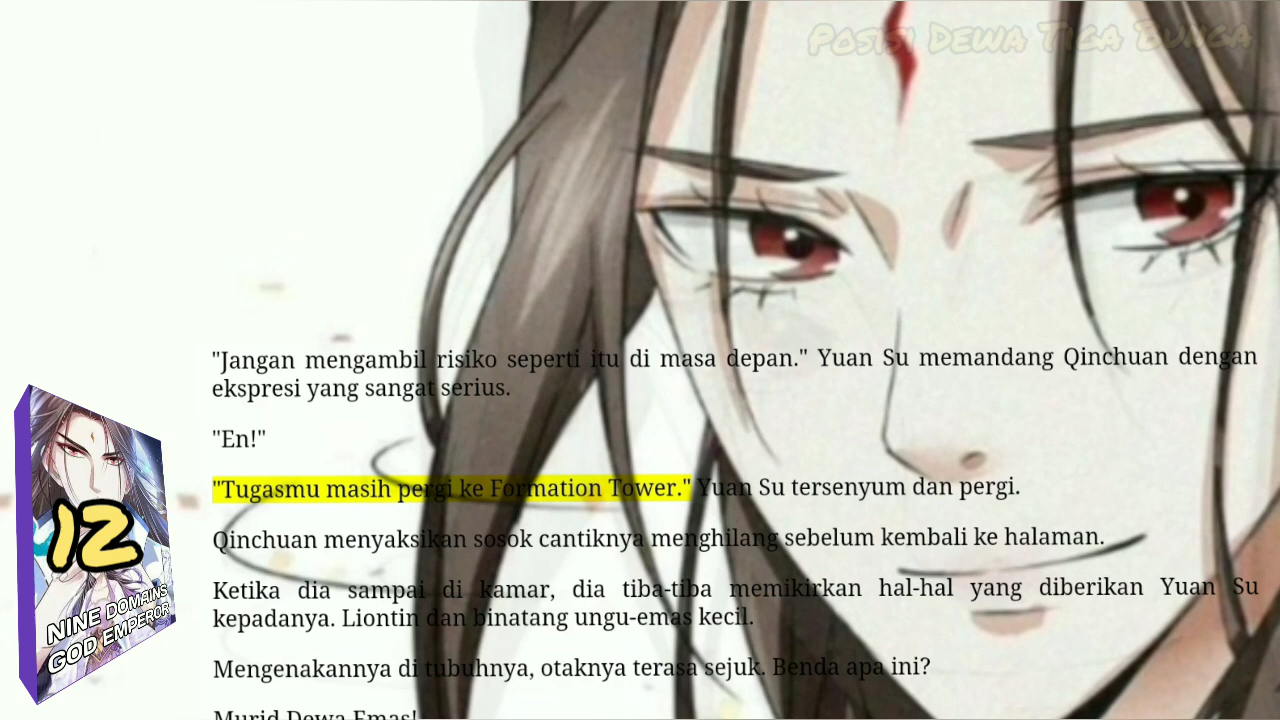 Posisi Dewa Tiga Bunga
"Jangan mengambil risiko seperti itu di masa depan." Yuan Su memandang Qinchuan dengan
ekspresi yang sangat serius.
"En!"
"Tugasmu masih pergi ke Formation Tower." Yuan Su tersenyum dan pergi.
Qinchuan menyaksikan sosok cantiknya menghilang sebelum kembali ke halaman.
Ketika dia sampai di kamar, dia tiba-tiba memikirkan hal-hal yang diberikan Yuan Su
kepadanya. Liontin dan binatang ungu-emas kecil.
Mengenakannya di tubuhnya, otaknya terasa sejuk. Benda apa ini?
Murid Dewa Emas!
12
NINE DOMAINS
GOD EMPEROR